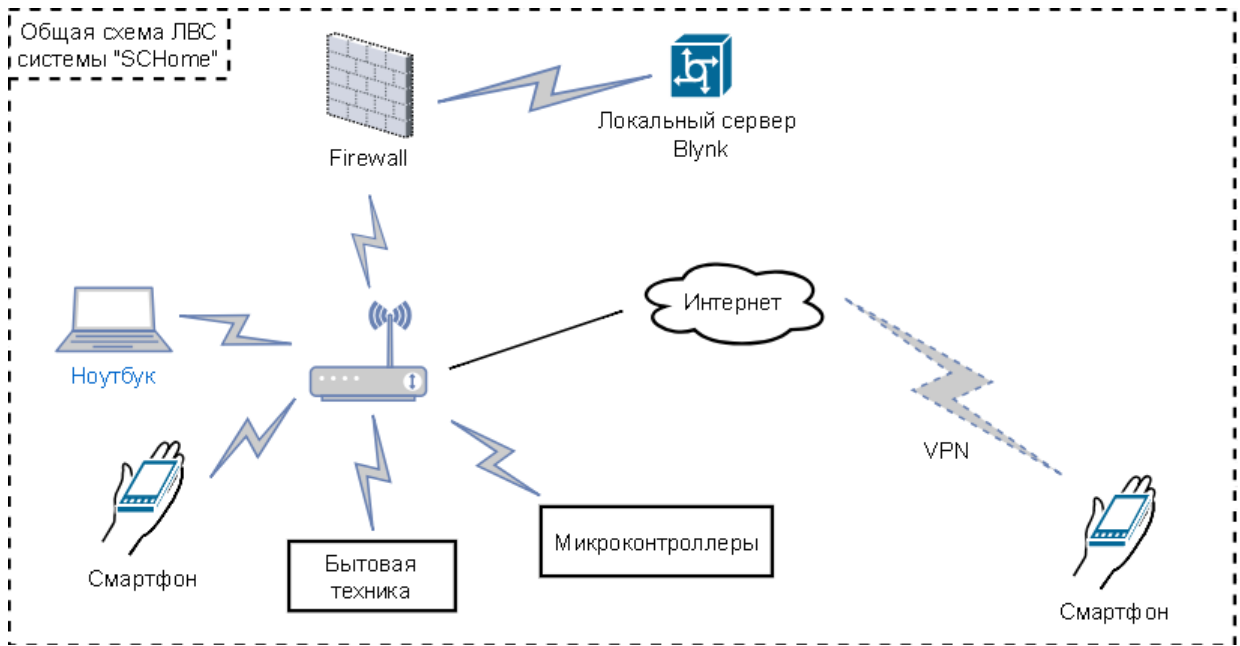 Общая схема ЛВС
системы "SCHome"
Firewall
Локальный сервер
Blynk
Интернет
Ноутбук
VPN
Смартфон
Бытовая
техника
Микроконтроллеры
Смартфон